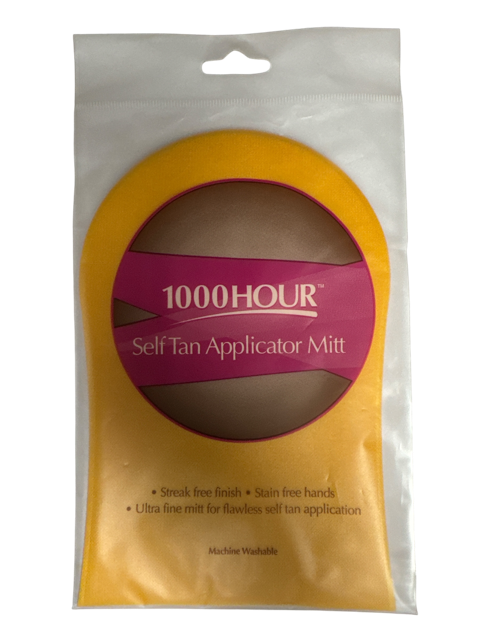 1000HOUR™
Self Tan Applicator Mitt
• Streak free finish • Stain free hands
• Ultra fine mitt for flawless self tan application
Machine Washable